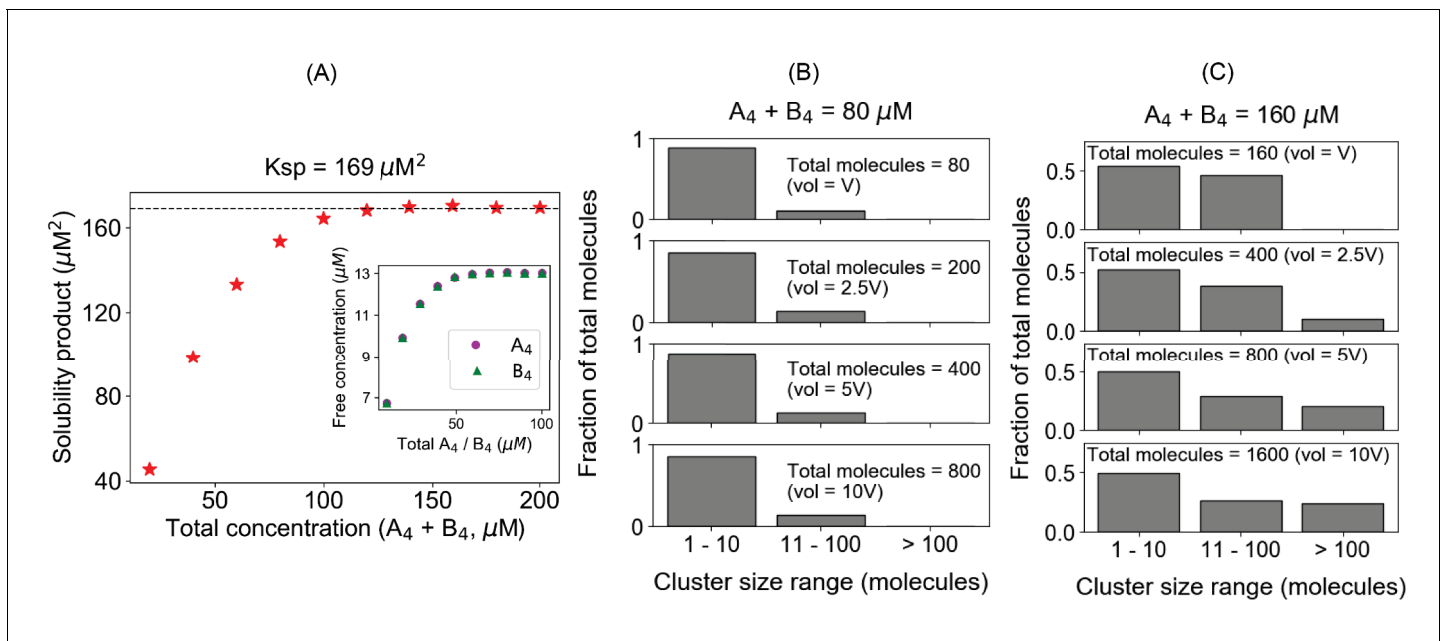 (A)
Ksp = 169 μM²
Solubility product (μM²)
160
120
80
40
50
100
150
200
Total concentration (A₄ + B₄, μM)
Free concentration (μM)
13
11
9
7
A₄
B₄
50
100
Total A₄ / B₄ (μM)
(B)
A₄ + B₄ = 80 μM
Fraction of total molecules
1
0
Total molecules = 80
(vol = V)
1
0
Total molecules = 200
(vol = 2.5V)
1
0
Total molecules = 400
(vol = 5V)
1
0
Total molecules = 800
(vol = 10V)
1 - 10
11 - 100
> 100
Cluster size range (molecules)
(C)
A₄ + B₄ = 160 μM
Fraction of total molecules
Total molecules = 160 (vol = V)
0.5
0.0
Total molecules = 400 (vol = 2.5V)
0.5
0.0
Total molecules = 800 (vol = 5V)
0.5
0.0
Total molecules = 1600 (vol = 10V)
0.5
0.0
1 - 10
11 - 100
> 100
Cluster size range (molecules)